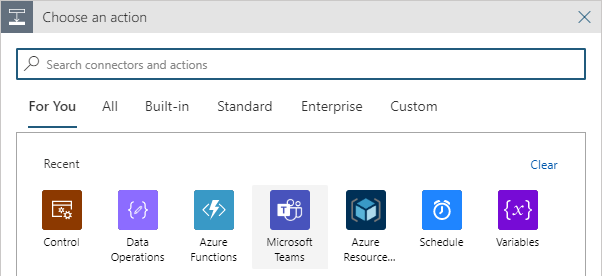 Choose an action
Search connectors and actions
For You All Built-in Standard Enterprise Custom
Recent Clear
Control Data Operations Azure Functions Microsoft Teams Azure Resource... Schedule Variables